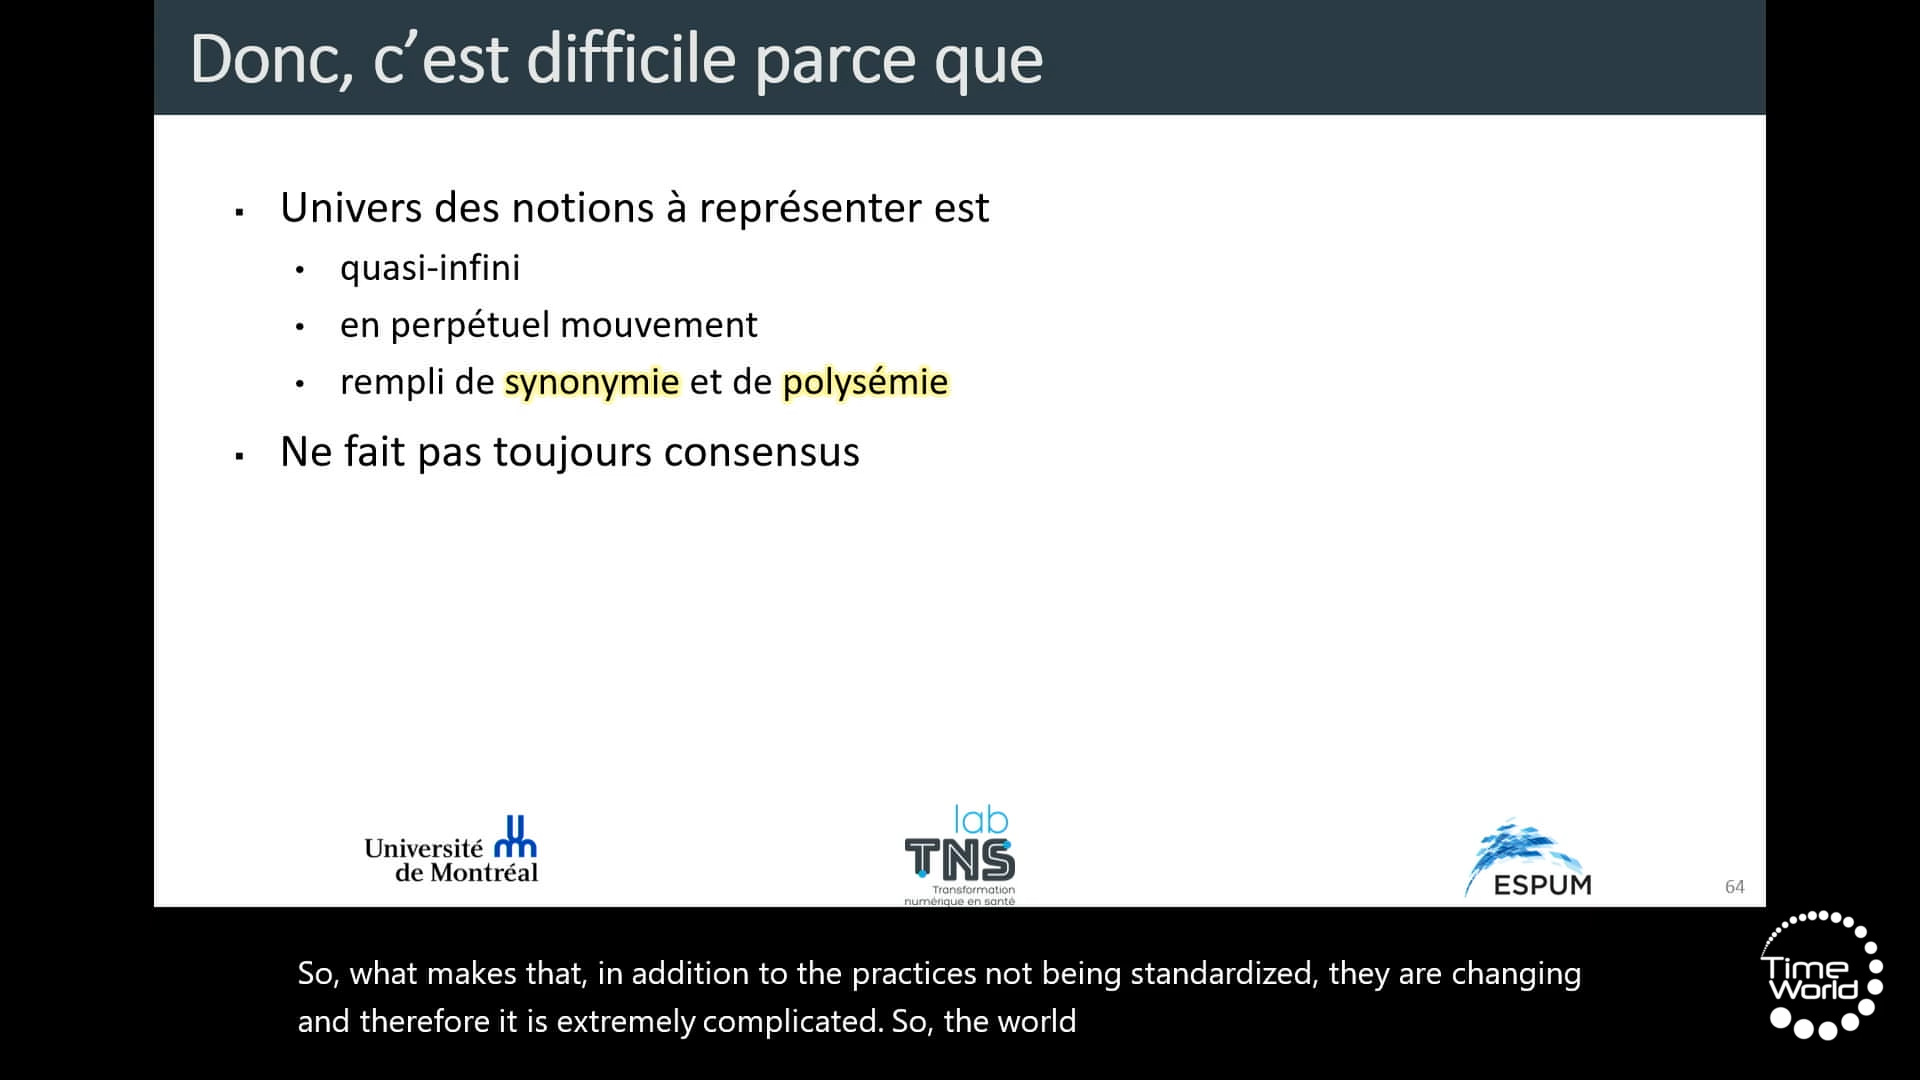 Donc, c’est difficile parce que
▪ Univers des notions à représenter est
• quasi-infini
• en perpétuel mouvement
• rempli de synonymie et de polysémie
▪ Ne fait pas toujours consensus
Université
de Montréal
lab
TNS
Transformation
numérique en santé
ESPUM
64
So, what makes that, in addition to the practices not being standardized, they are changing
and therefore it is extremely complicated. So, the world
Time
World